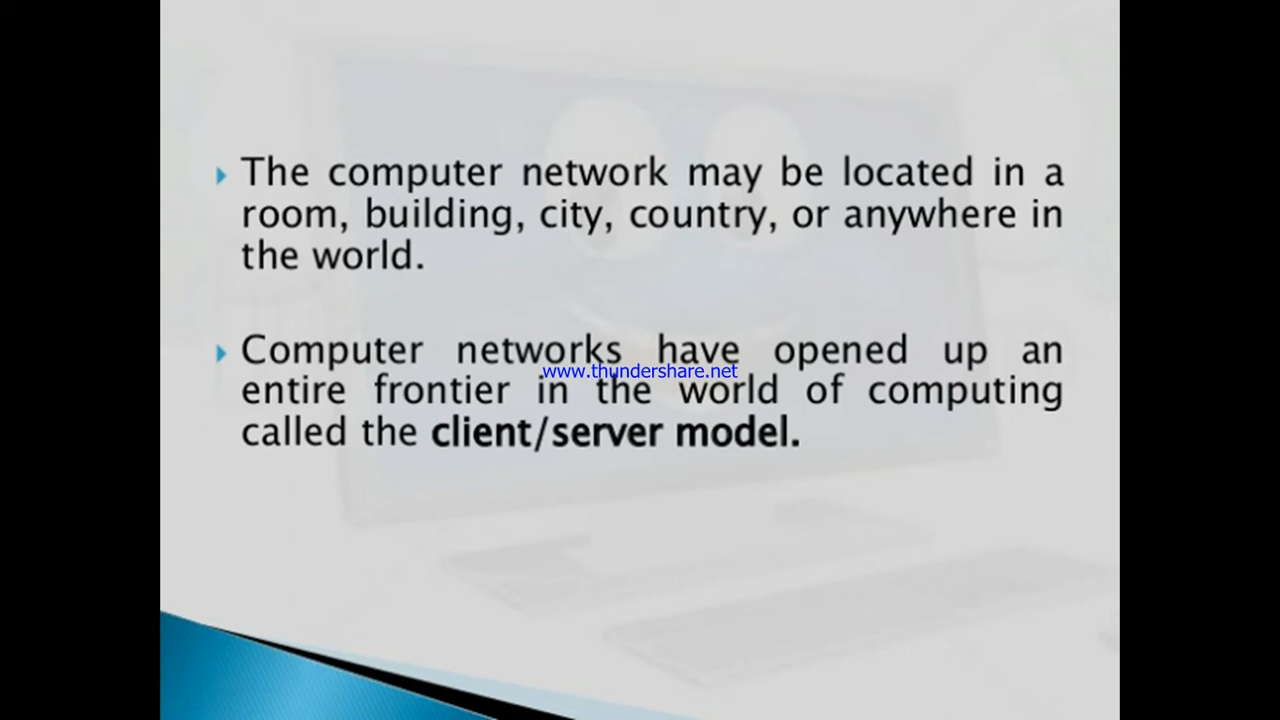 The computer network may be located in a
room, building, city, country, or anywhere in
the world.
Computer networks have opened up an
www.thundershare.net
entire frontier in the world of computing
called the client/server model.